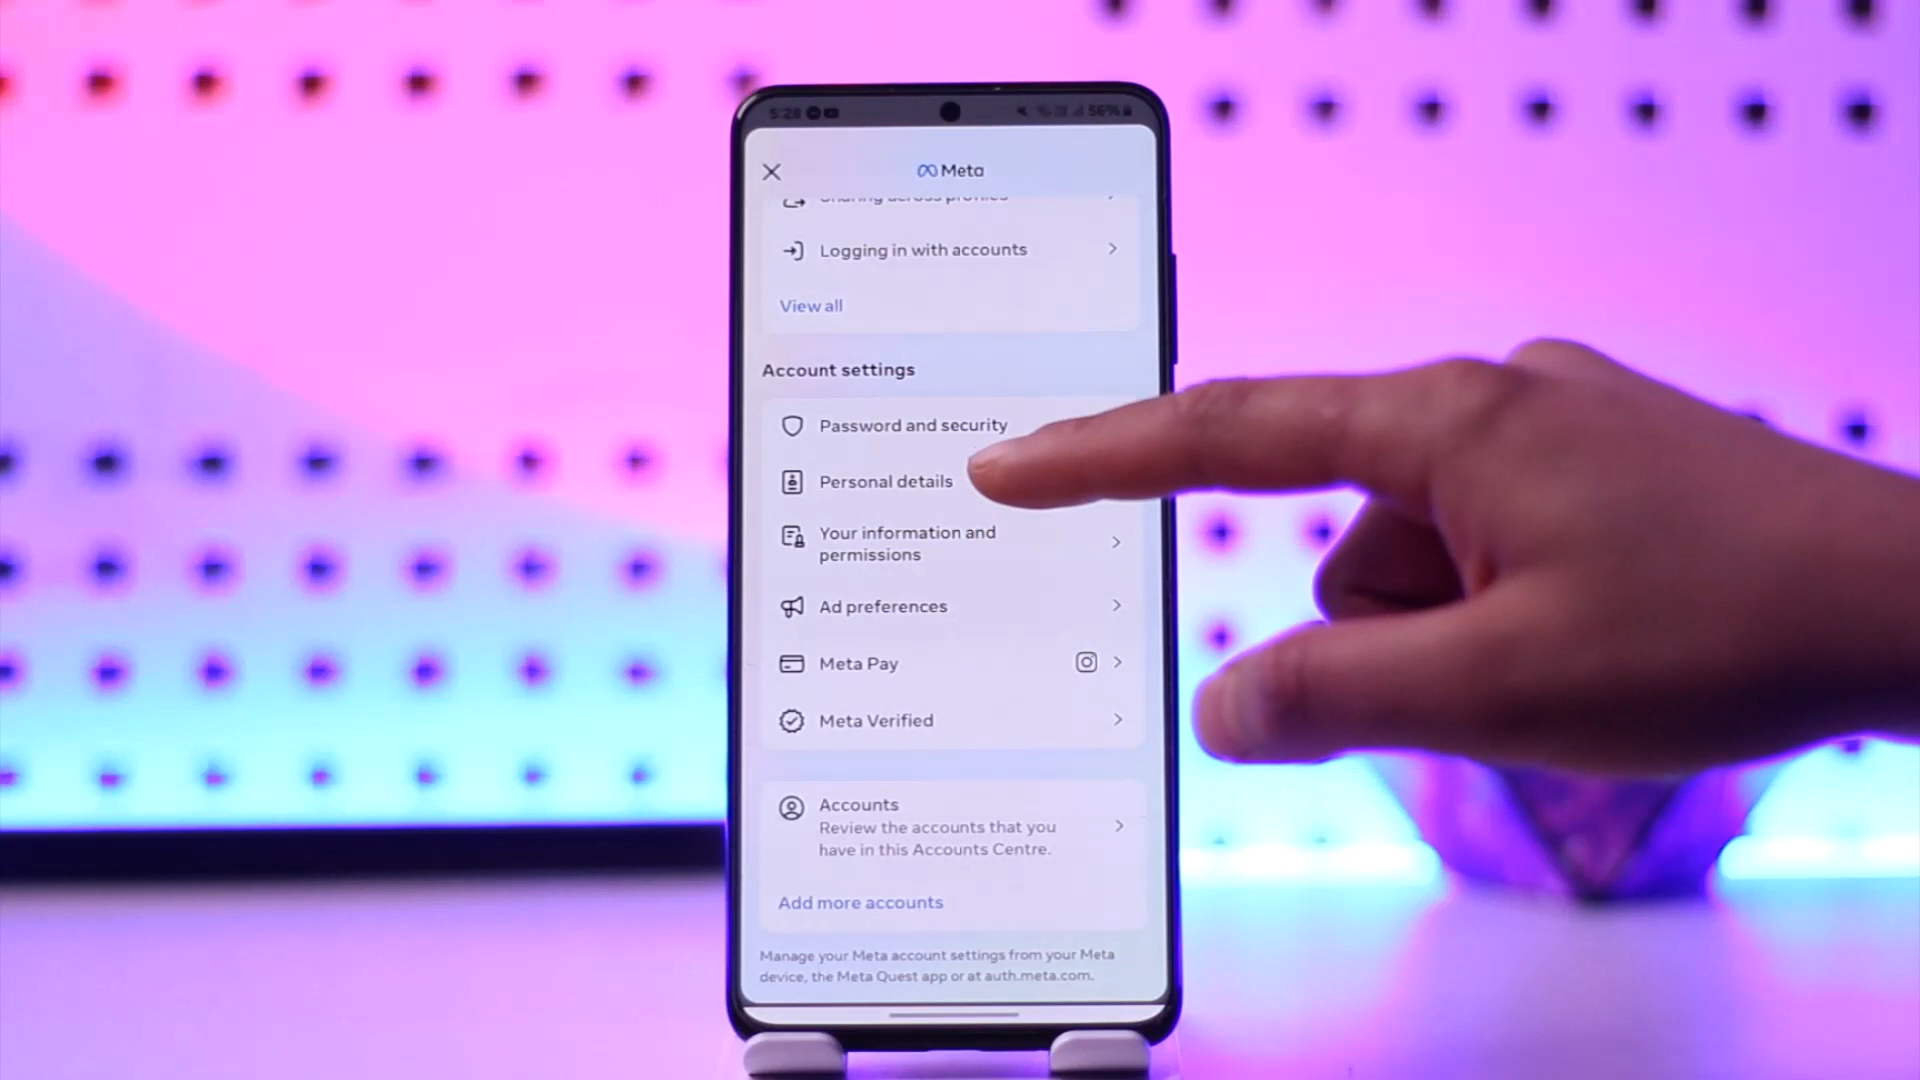 5:28 56%
Meta
Sharing across profiles
Logging in with accounts
View all
Account settings
Password and security
Personal details
Your information and
permissions
Ad preferences
Meta Pay
Meta Verified
Accounts
Review the accounts that you
have in this Accounts Centre.
Add more accounts
Manage your Meta account settings from your Meta
device, the Meta Quest app or at auth.meta.com.